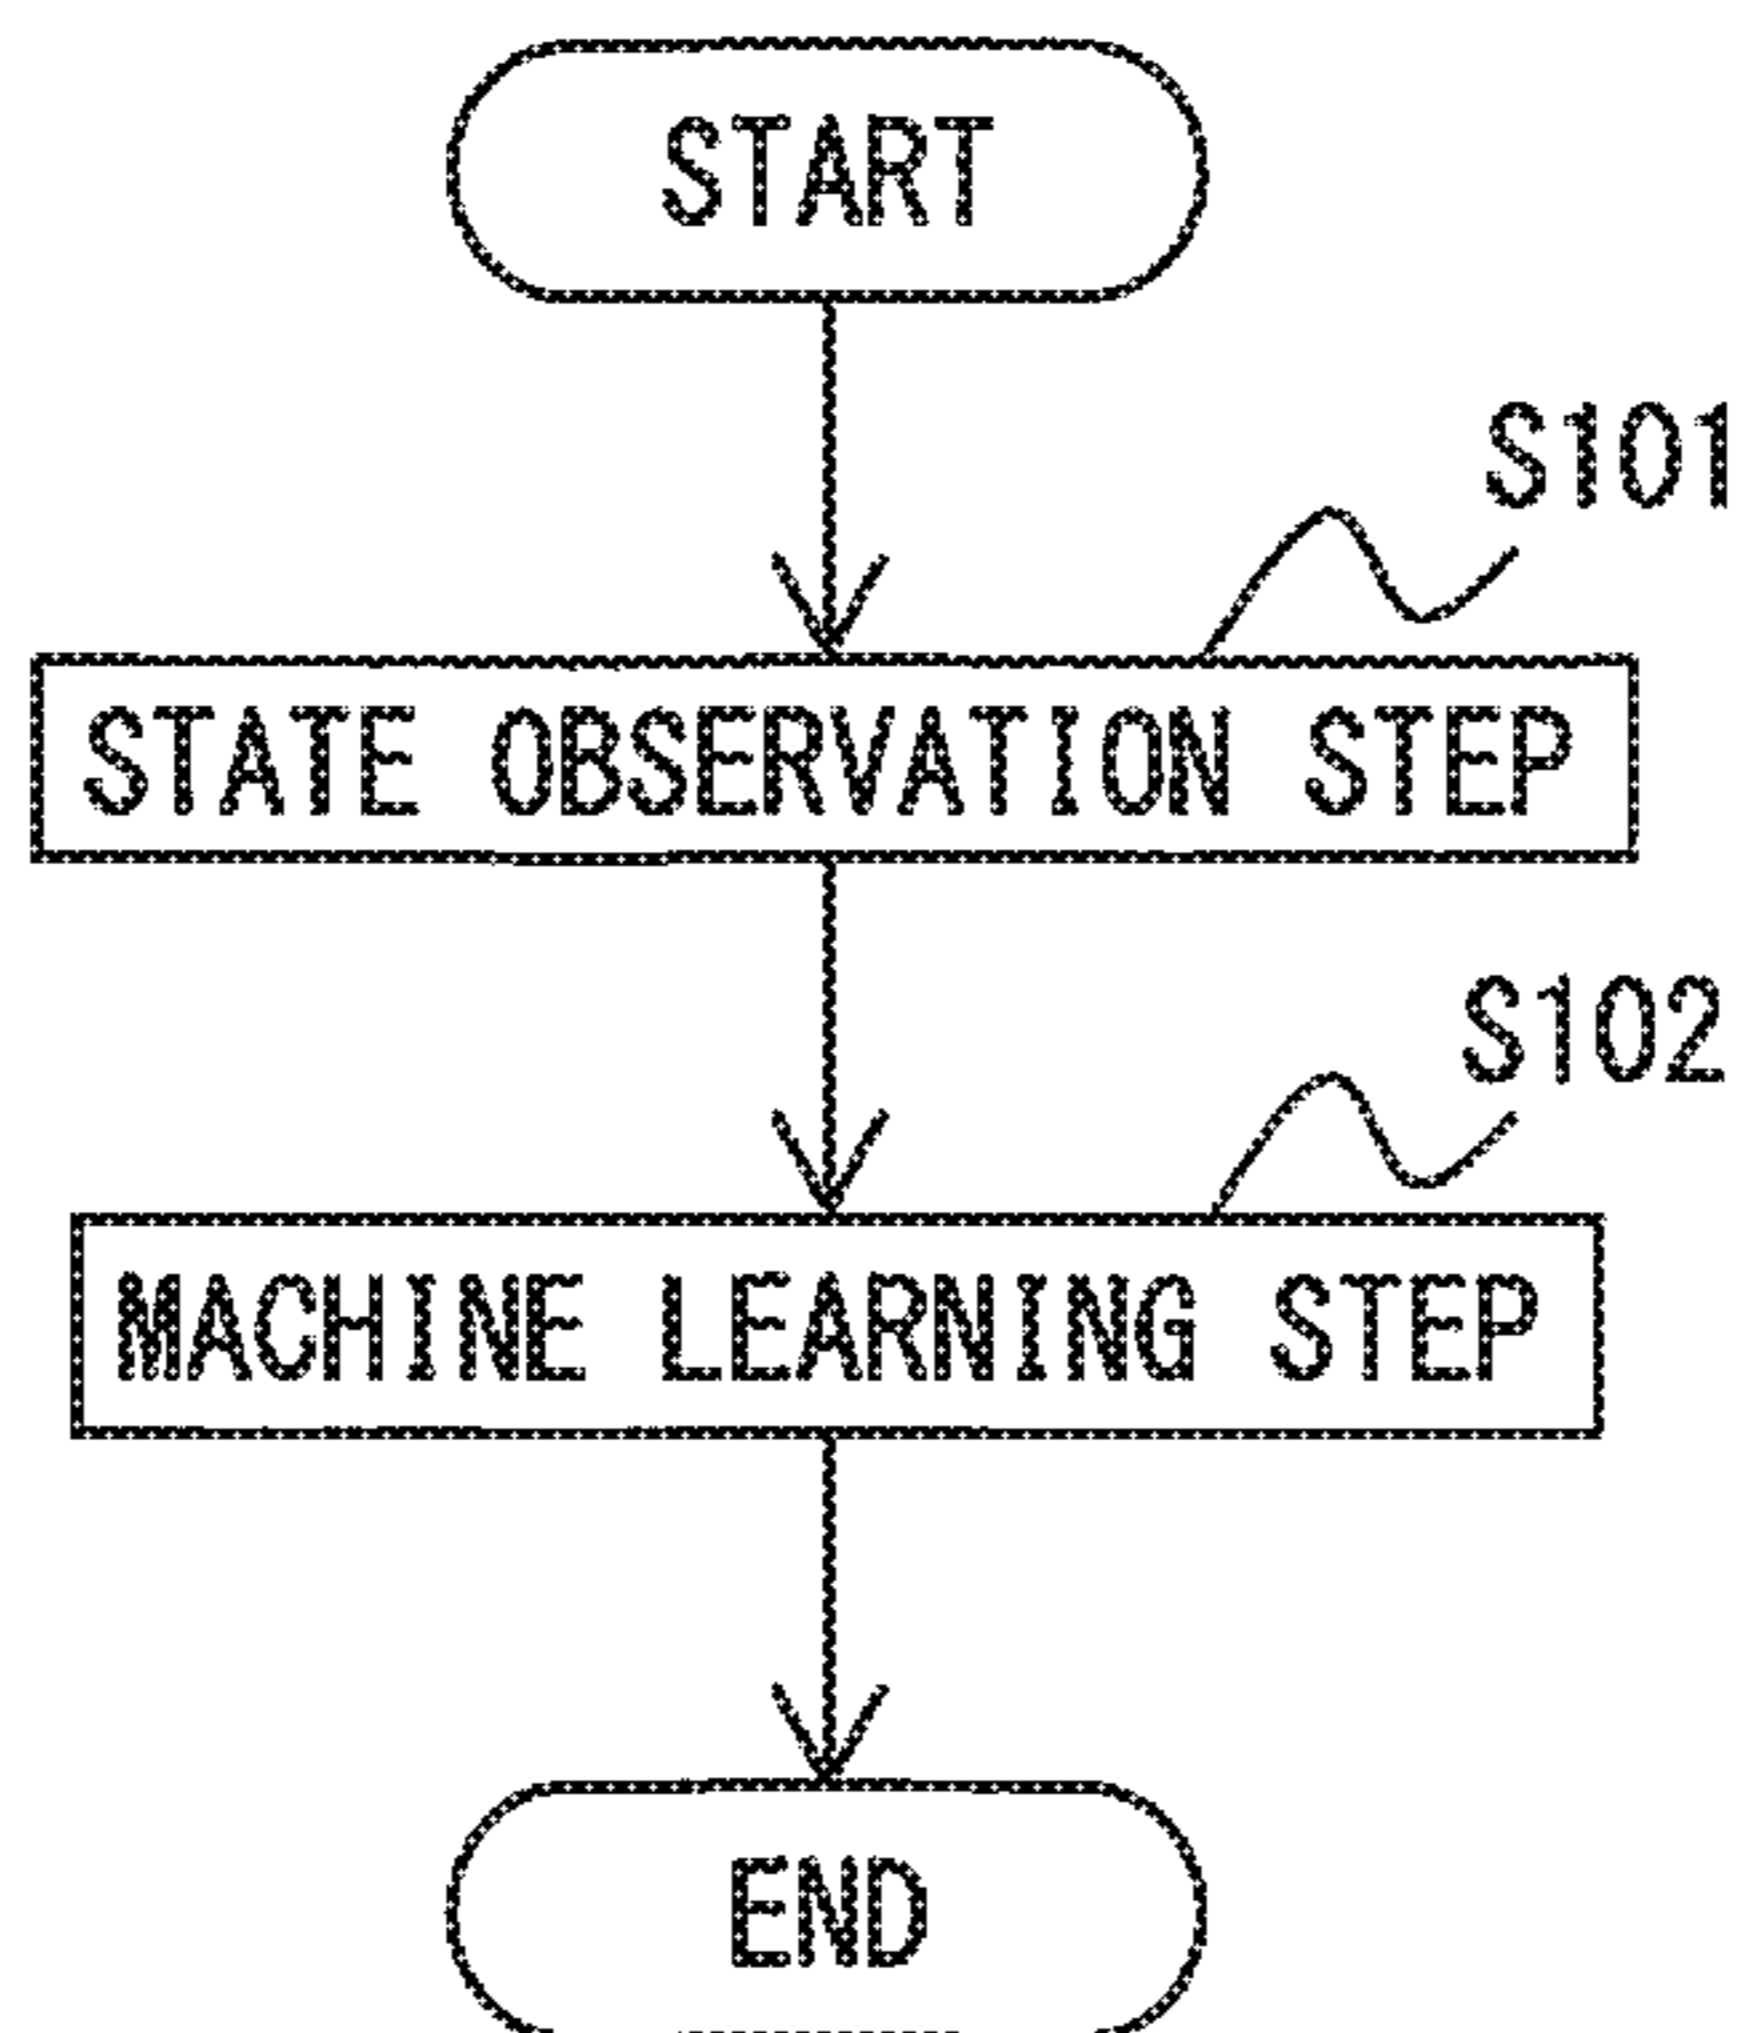 START
S101
STATE OBSERVATION STEP
S102
MACHINE LEARNING STEP
END